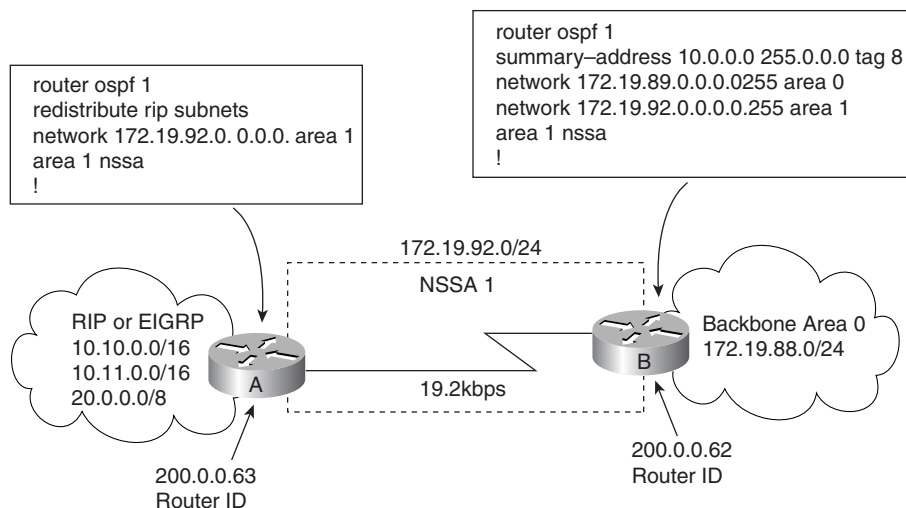 router ospf 1
redistribute rip subnets
network 172.19.92.0. 0.0.0. area 1
area 1 nssa
!
router ospf 1
summary–address 10.0.0.0 255.0.0.0 tag 8
network 172.19.89.0.0.0.0255 area 0
network 172.19.92.0.0.0.0.255 area 1
area 1 nssa
!
172.19.92.0/24
NSSA 1
RIP or EIGRP
10.10.0.0/16
10.11.0.0/16
20.0.0.0/8
A
19.2kbps
B
Backbone Area 0
172.19.88.0/24
200.0.0.63
Router ID
200.0.0.62
Router ID